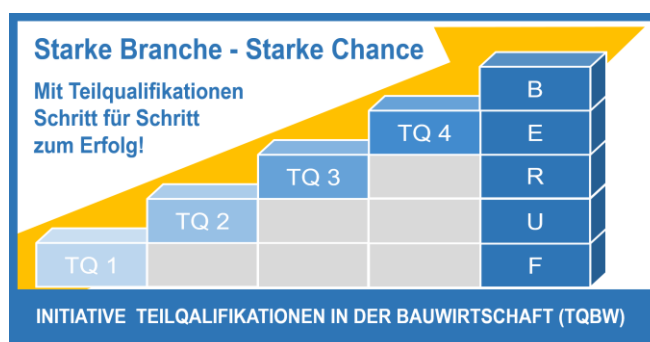 Starke Branche - Starke Chance
Mit Teilqualifikationen
Schritt für Schritt
zum Erfolg!
B
TQ 4
E
TQ 3
R
TQ 2
U
TQ 1
F
INITIATIVE TEILQALIFIKATIONEN IN DER BAUWIRTSCHAFT (TQBW)